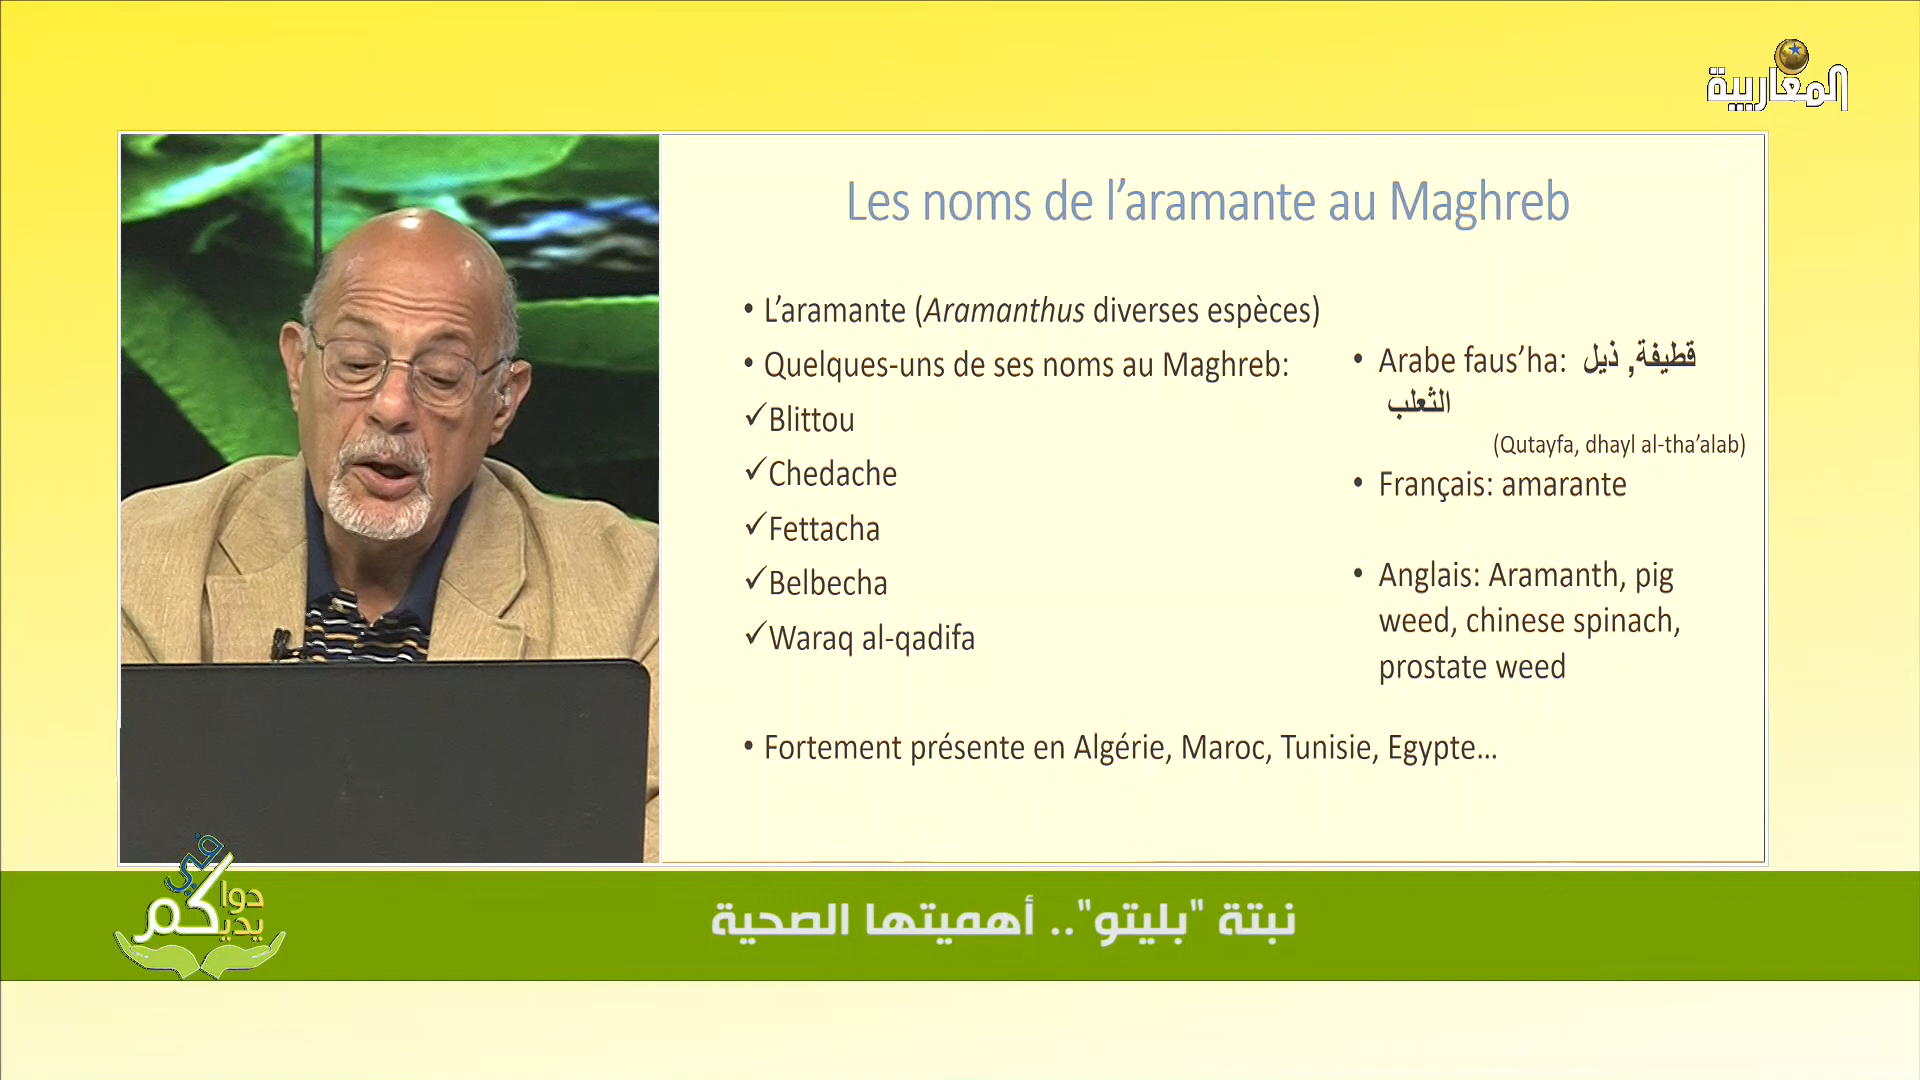 المغاربية
Les noms de l’aramante au Maghreb
• L’aramante (Aramanthus diverses espèces)
• Quelques-uns de ses noms au Maghreb:
✓Blittou
✓Chedache
✓Fettacha
✓Belbecha
✓Waraq al-qadifa
• Fortement présente en Algérie, Maroc, Tunisie, Egypte...
• Arabe faus’ha: قطيفة, ذيل
الثعلب
(Qutayfa, dhayl al-tha’alab)
• Français: amarante
• Anglais: Aramanth, pig
weed, chinese spinach,
prostate weed
دواكم في يديكم
نبتة "بليتو".. أهميتها الصحية